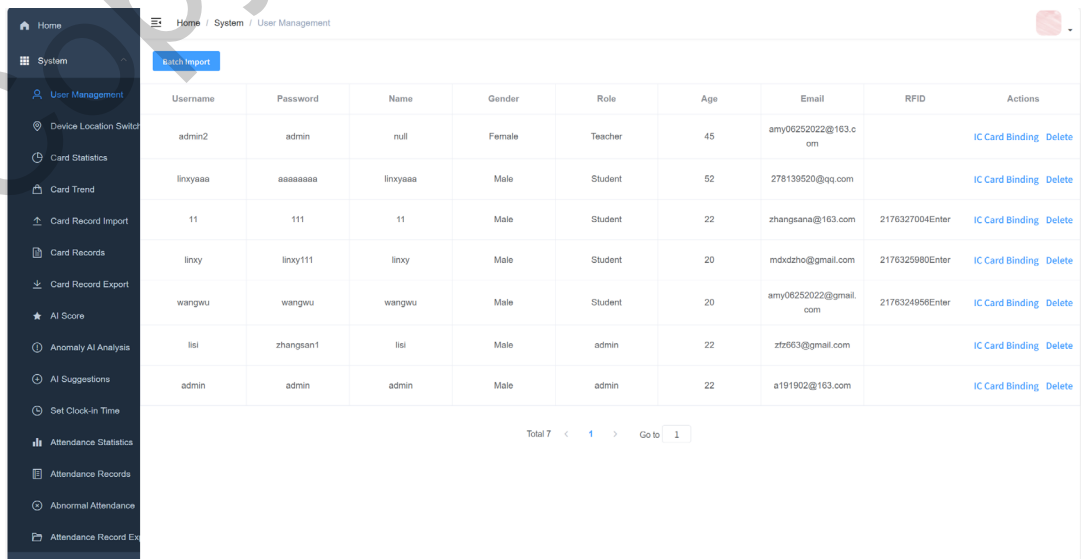 Home
Home / System / User Management
System
Batch Import
User Management
Device Location Switch
Card Statistics
Card Trend
Card Record Import
Card Records
Card Record Export
AI Score
Anomaly AI Analysis
AI Suggestions
Set Clock-in Time
Attendance Statistics
Attendance Records
Abnormal Attendance
Attendance Record Ex
Username Password Name Gender Role Age Email RFID Actions
admin2 admin null Female Teacher 45 amy06252022@163.c
om
IC Card Binding Delete
linxyaaa aaaaaaaa linxyaaa Male Student 52 278139520@qq.com IC Card Binding Delete
11 111 11 Male Student 22 zhangsana@163.com 2176327004Enter IC Card Binding Delete
linxy linxy111 linxy Male Student 20 mdxdzho@gmail.com 2176325980Enter IC Card Binding Delete
wangwu wangwu wangwu Male Student 20 amy06252022@gmail.
com
2176324956Enter IC Card Binding Delete
lisi zhangsan1 lisi Male admin 22 zfz663@gmail.com IC Card Binding Delete
admin admin admin Male admin 22 a191902@163.com IC Card Binding Delete
Total 7 < 1 > Go to 1